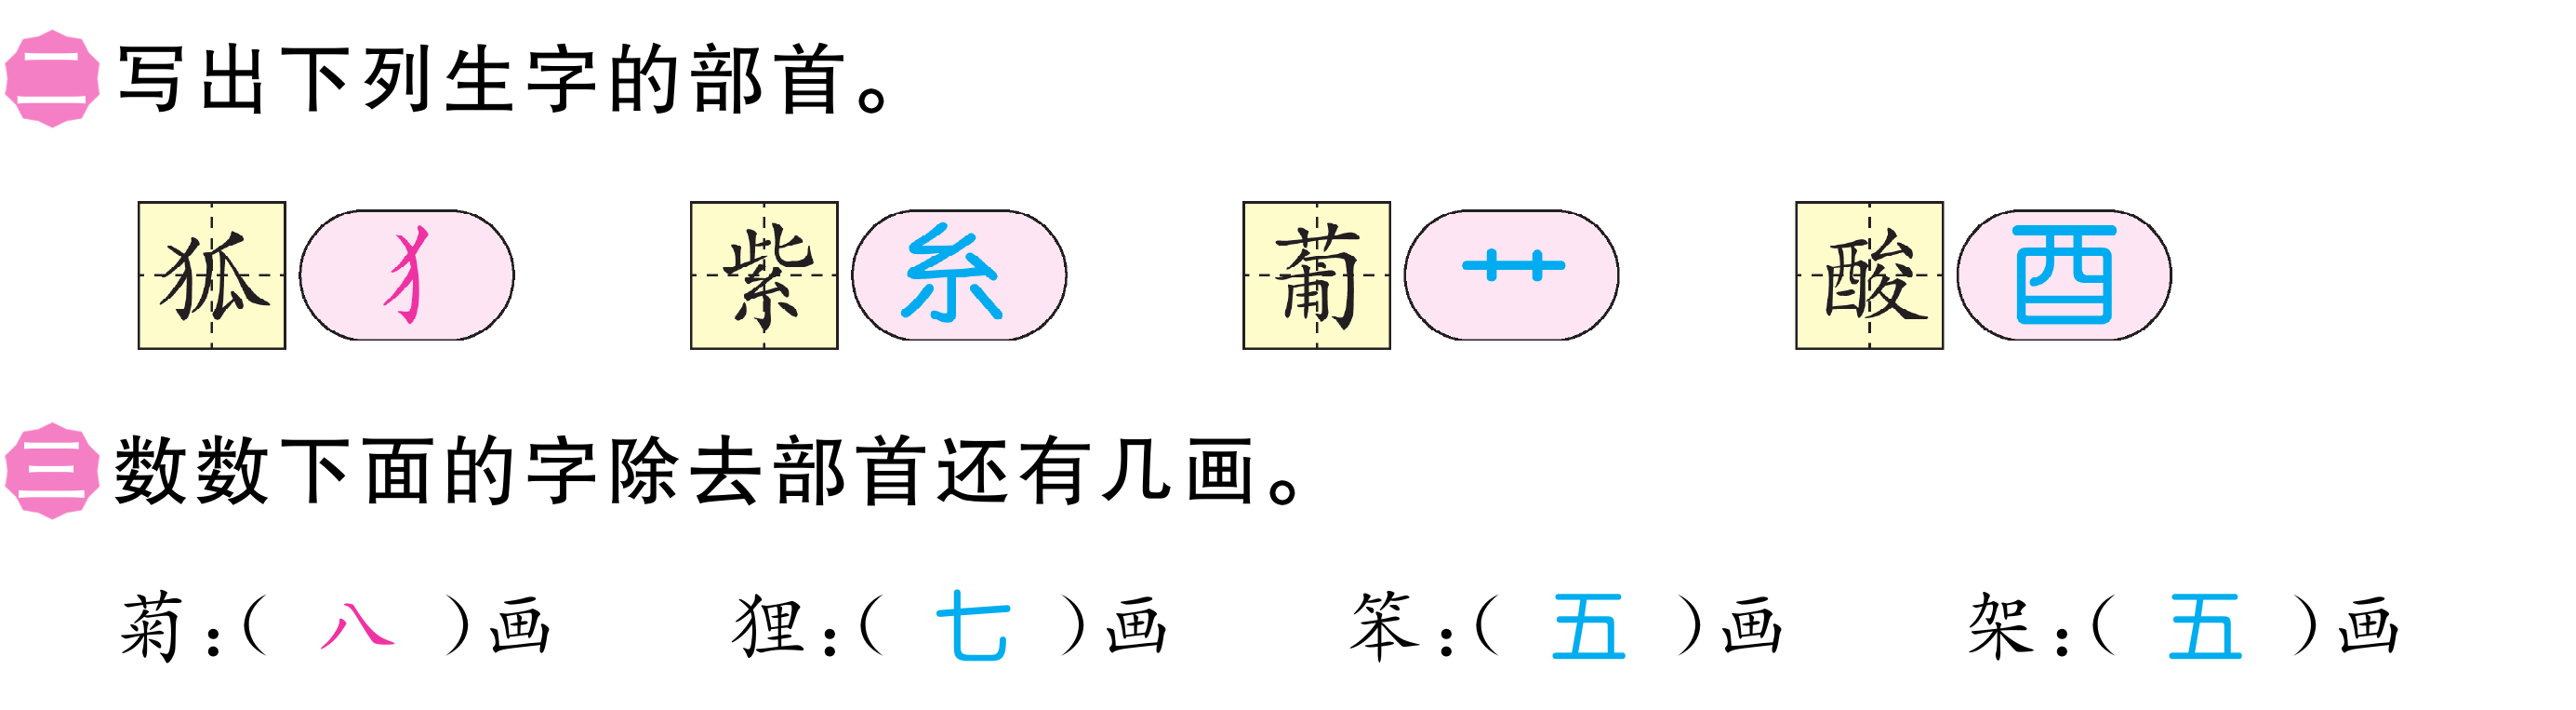 二 写出下列生字的部首。
狐 犭 紫 糸 葡 艹 酸 酉
三 数数下面的字除去部首还有几画。
菊：（ 八 ）画 狸：（ 七 ）画 笨：（ 五 ）画 架：（ 五 ）画